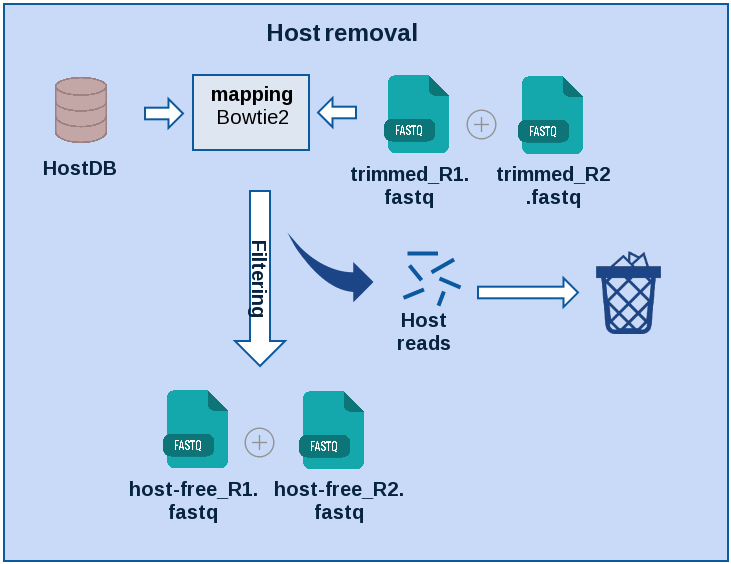 Host removal
mapping
Bowtie2
HostDB
FASTQ
FASTQ
trimmed_R1.
fastq
trimmed_R2
.fastq
Filtering
Host
reads
FASTQ
FASTQ
host-free_R1.
fastq
host-free_R2.
fastq